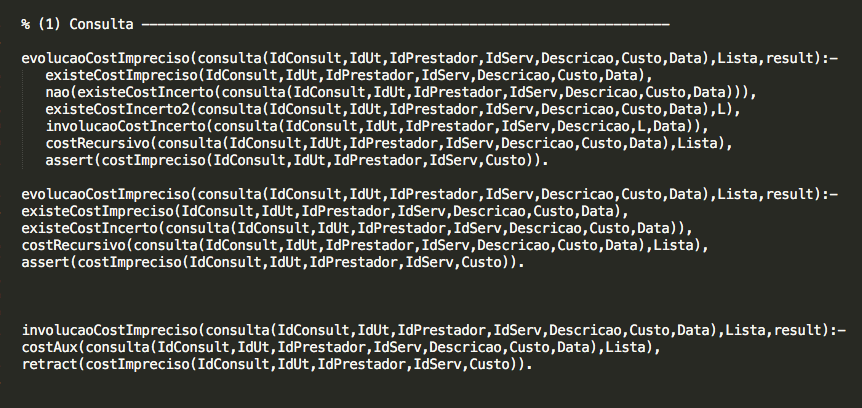 % (1) Consulta ——————————————————————————————————————————————————————————————————
evolucaoCostImpreciso(consulta(IdConsult,IdUt,IdPrestador,IdServ,Descricao,Custo,Data),Lista,result):-
existeCostImpreciso(IdConsult,IdUt,IdPrestador,IdServ,Descricao,Custo,Data),
nao(existeCostIncerto(consulta(IdConsult,IdUt,IdPrestador,IdServ,Descricao,Custo,Data))),
existeCostIncerto2(consulta(IdConsult,IdUt,IdPrestador,IdServ,Descricao,Custo,Data),L),
involucaoCostIncerto(consulta(IdConsult,IdUt,IdPrestador,IdServ,Descricao,L,Data)),
costRecursivo(consulta(IdConsult,IdUt,IdPrestador,IdServ,Descricao,Custo,Data),Lista),
assert(costImpreciso(IdConsult,IdUt,IdPrestador,IdServ,Custo)).
evolucaoCostImpreciso(consulta(IdConsult,IdUt,IdPrestador,IdServ,Descricao,Custo,Data),Lista,result):-
existeCostImpreciso(IdConsult,IdUt,IdPrestador,IdServ,Descricao,Custo,Data),
existeCostIncerto(consulta(IdConsult,IdUt,IdPrestador,IdServ,Descricao,Custo,Data)),
costRecursivo(consulta(IdConsult,IdUt,IdPrestador,IdServ,Descricao,Custo,Data),Lista),
assert(costImpreciso(IdConsult,IdUt,IdPrestador,IdServ,Custo)).
involucaoCostImpreciso(consulta(IdConsult,IdUt,IdPrestador,IdServ,Descricao,Custo,Data),Lista,result):-
costAux(consulta(IdConsult,IdUt,IdPrestador,IdServ,Descricao,Custo,Data),Lista),
retract(costImpreciso(IdConsult,IdUt,IdPrestador,IdServ,Custo)).